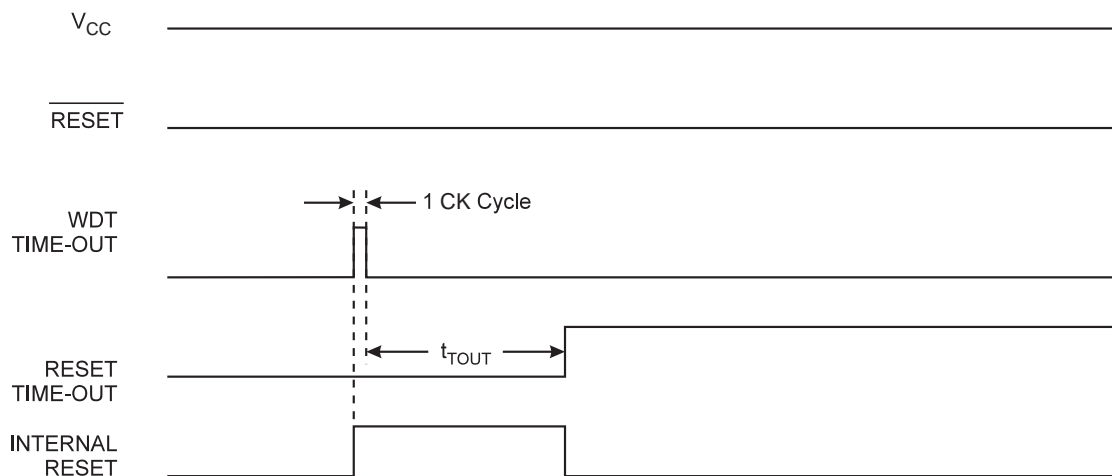 VCC
RESET
1 CK Cycle
WDT
TIME-OUT
tTOUT
RESET
TIME-OUT
INTERNAL
RESET